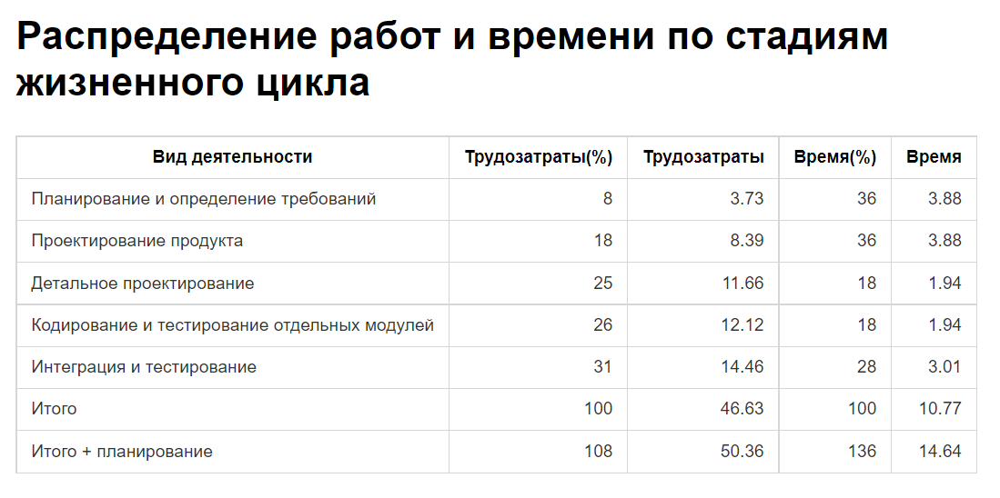 Распределение работ и времени по стадиям
жизненного цикла
Вид деятельности Трудозатраты(%) Трудозатраты Время(%) Время
Планирование и определение требований 8 3.73 36 3.88
Проектирование продукта 18 8.39 36 3.88
Детальное проектирование 25 11.66 18 1.94
Кодирование и тестирование отдельных модулей 26 12.12 18 1.94
Интеграция и тестирование 31 14.46 28 3.01
Итого 100 46.63 100 10.77
Итого + планирование 108 50.36 136 14.64